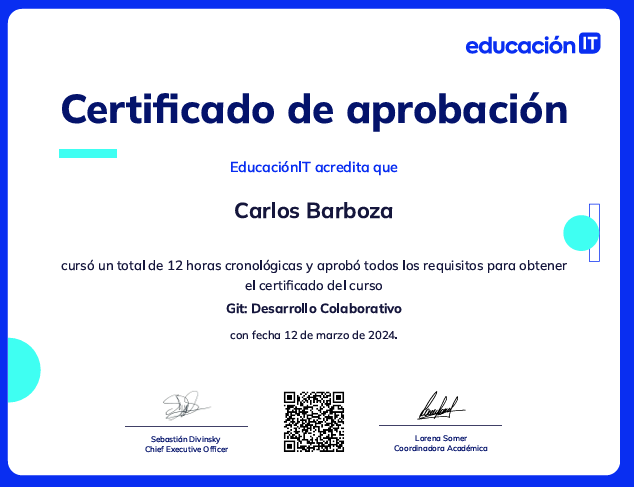 educación IT
Certificado de aprobación
EducaciónIT acredita que
Carlos Barboza
cursó un total de 12 horas cronológicas y aprobó todos los requisitos para obtener
el certificado del curso
Git: Desarrollo Colaborativo
con fecha 12 de marzo de 2024.
Sebastián Divinsky
Chief Executive Officer
Lorena Somer
Coordinadora Académica